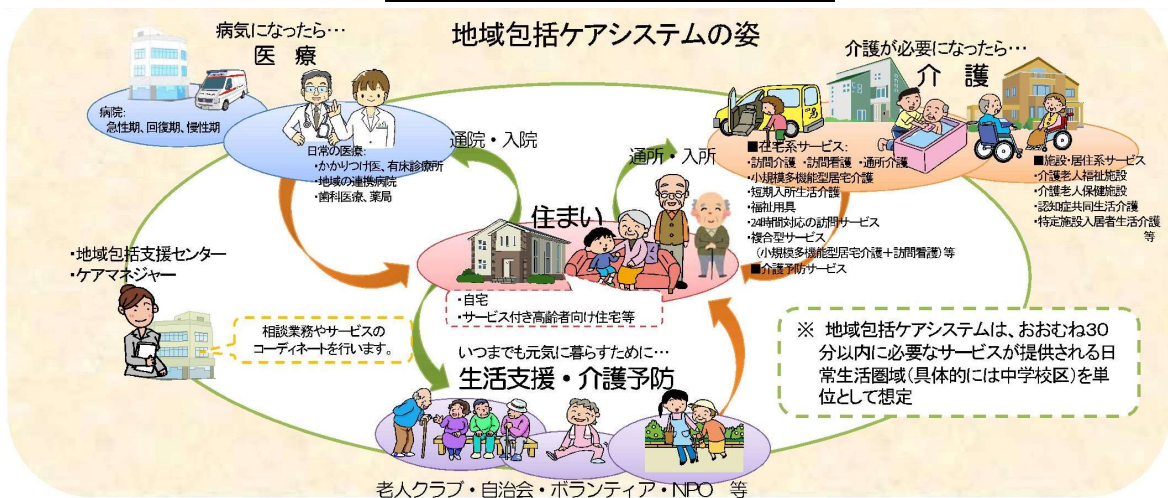 地域包括ケアシステムの姿
病気になったら…
医 療
病院:
急性期、回復期、慢性期
日常の医療:
・かかりつけ医、有床診療所
・地域の連携病院
・歯科医療、薬局
通院・入院
通所・入所
介護が必要になったら…
介 護
■在宅系サービス:
・訪問介護 ・訪問看護 ・通所介護
・小規模多機能型居宅介護
・短期入所生活介護
・福祉用具
・24時間対応の訪問サービス
・複合型サービス
(小規模多機能型居宅介護+訪問看護)等
■介護予防サービス
■施設・居住系サービス
・介護老人福祉施設
・介護老人保健施設
・認知症共同生活介護
・特定施設入居者生活介護
等
住まい
・自宅
・サービス付き高齢者向け住宅等
・地域包括支援センター
・ケアマネジャー
相談業務やサービスの
コーディネートを行います。
いつまでも元気に暮らすために…
生活支援・介護予防
老人クラブ・自治会・ボランティア・NPO 等
※ 地域包括ケアシステムは、おおむね30
分以内に必要なサービスが提供される日
常生活圏域(具体的には中学校区)を単
位として想定